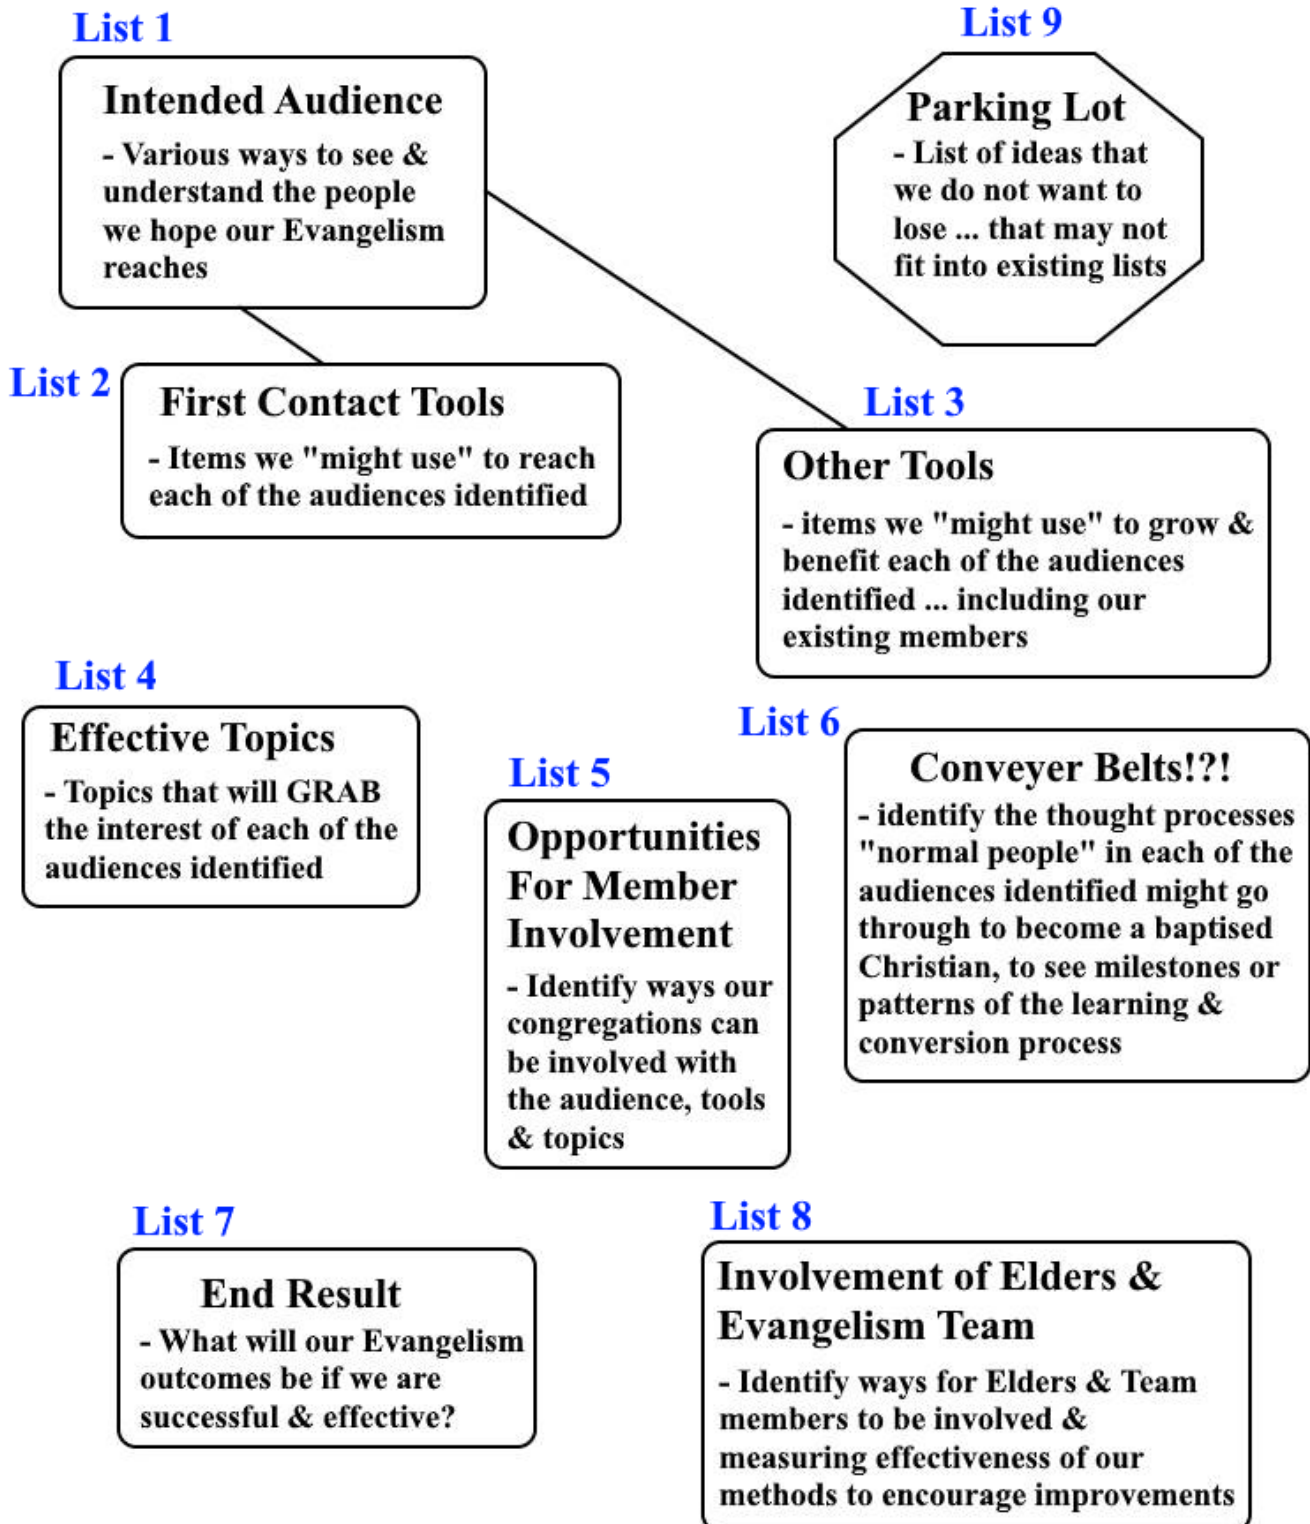 List 1
Intended Audience
- Various ways to see &
understand the people
we hope our Evangelism
reaches
List 9
Parking Lot
- List of ideas that
we do not want to
lose ... that may not
fit into existing lists
List 2
First Contact Tools
- Items we "might use" to reach
each of the audiences identified
List 3
Other Tools
- items we "might use" to grow &
benefit each of the audiences
identified ... including our
existing members
List 4
Effective Topics
- Topics that will GRAB
the interest of each of the
audiences identified
List 5
Opportunities
For Member
Involvement
- Identify ways our
congregations can
be involved with
the audience, tools
& topics
List 6
Conveyer Belts!?!
- identify the thought processes
"normal people" in each of the
audiences identified might go
through to become a baptised
Christian, to see milestones or
patterns of the learning &
conversion process
List 7
End Result
- What will our Evangelism
outcomes be if we are
successful & effective?
List 8
Involvement of Elders &
Evangelism Team
- Identify ways for Elders & Team
members to be involved &
measuring effectiveness of our
methods to encourage improvements